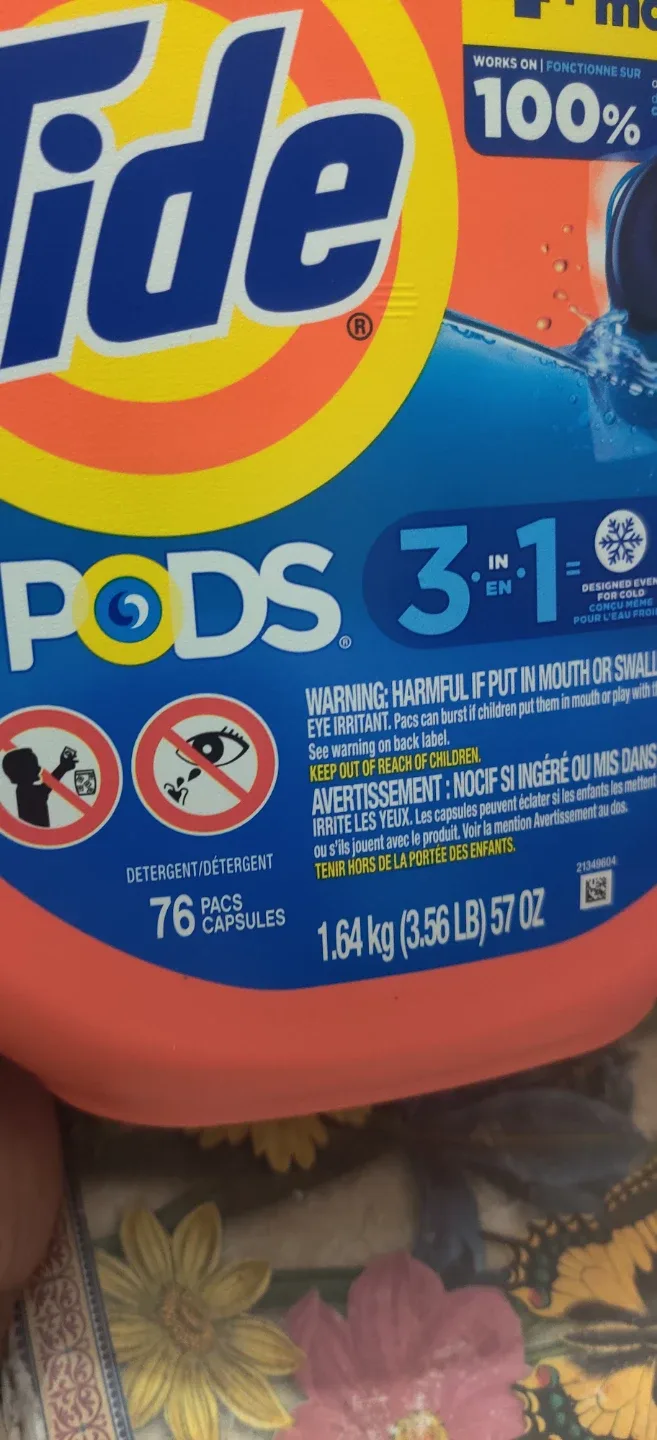 WORKS ON | FONCTIONNE SUR
100%
Tide®
PODS®
3·IN EN·1=
DESIGNED EVEN
FOR COLD
CONÇU MÊME
POUR L'EAU FROI
WARNING: HARMFUL IF PUT IN MOUTH OR SWALL
EYE IRRITANT. Pacs can burst if children put them in mouth or play with
See warning on back label.
KEEP OUT OF REACH OF CHILDREN.
AVERTISSEMENT : NOCIF SI INGÉRÉ OU MIS DANS
IRRITE LES YEUX. Les capsules peuvent éclater si les enfants les mettent
ou s'ils jouent avec le produit. Voir la mention Avertissement au dos.
TENIR HORS DE LA PORTÉE DES ENFANTS.
DETERGENT/DÉTERGENT
76 PACS
CAPSULES
21349604
1.64 kg (3.56 LB) 57 OZ